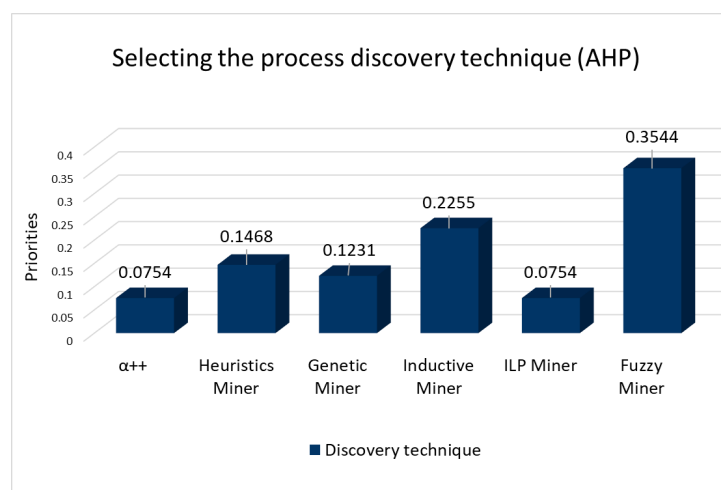 Selecting the process discovery technique (AHP)
0.3544
0.4
0.35
0.3
0.25
0.2
0.15
0.1
0.05
0
Priorities
0.0754
0.1468
0.1231
0.2255
0.0754
α++
Heuristics
Miner
Genetic
Miner
Inductive
Miner
ILP Miner
Fuzzy
Miner
Discovery technique